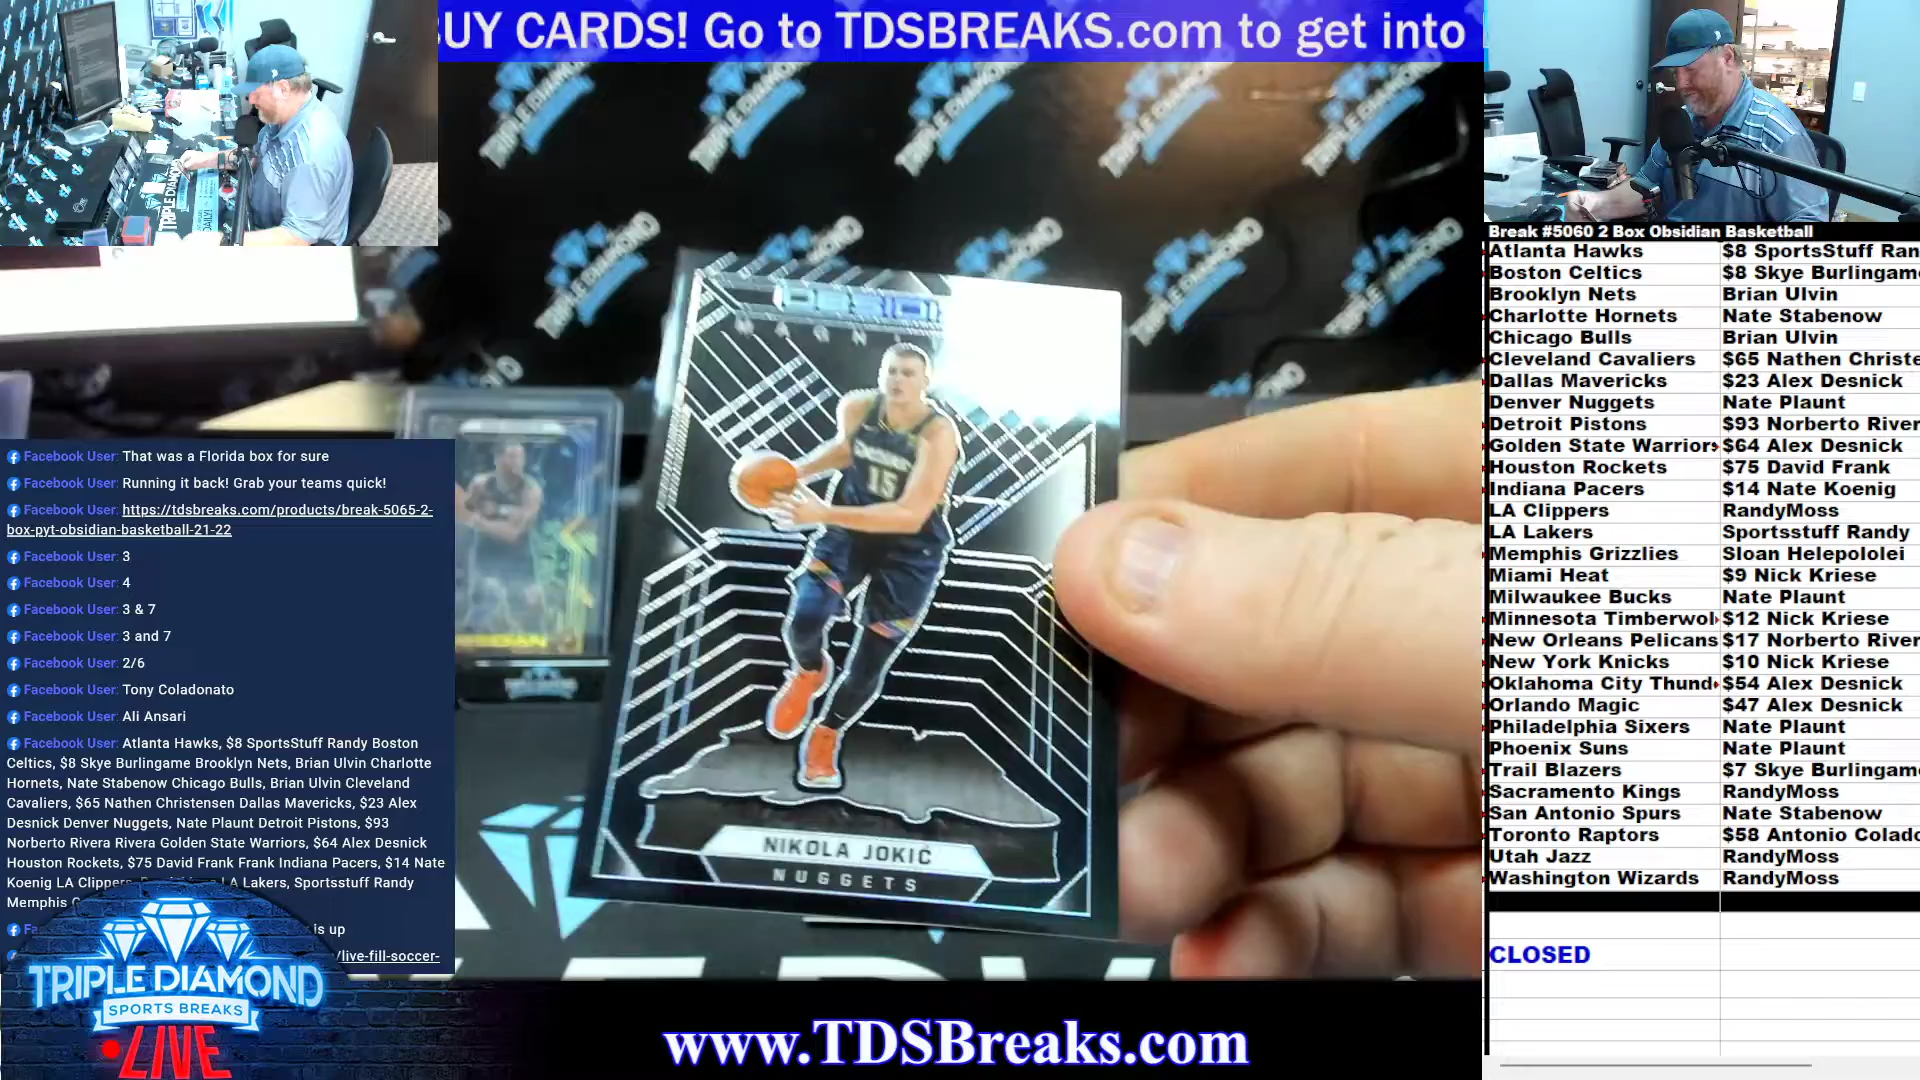 BUY CARDS! Go to TDSBREAKS.com to get into
Break #5060 2 Box Obsidian Basketball
Atlanta Hawks $8 SportsStuff Ran
Boston Celtics $8 Skye Burlingame
Brooklyn Nets Brian Ulvin
Charlotte Hornets Nate Stabenow
Chicago Bulls Brian Ulvin
Cleveland Cavaliers $65 Nathen Christe
Dallas Mavericks $23 Alex Desnick
Denver Nuggets Nate Plaunt
Detroit Pistons $93 Norberto River
Golden State Warriors $64 Alex Desnick
Houston Rockets $75 David Frank
Indiana Pacers $14 Nate Koenig
LA Clippers RandyMoss
LA Lakers Sportsstuff Randy
Memphis Grizzlies Sloan Helepololei
Miami Heat $9 Nick Kriese
Milwaukee Bucks Nate Plaunt
Minnesota Timberwol $12 Nick Kriese
New Orleans Pelicans $17 Norberto River
New York Knicks $10 Nick Kriese
Oklahoma City Thund $54 Alex Desnick
Orlando Magic $47 Alex Desnick
Philadelphia Sixers Nate Plaunt
Phoenix Suns Nate Plaunt
Trail Blazers $7 Skye Burlingame
Sacramento Kings RandyMoss
San Antonio Spurs Nate Stabenow
Toronto Raptors $58 Antonio Colado
Utah Jazz RandyMoss
Washington Wizards RandyMoss
CLOSED
Facebook User: That was a Florida box for sure
Facebook User: Running it back! Grab your teams quick!
Facebook User: https://tdsbreaks.com/products/break-5065-2-
box-pyt-obsidian-basketball-21-22
Facebook User: 3
Facebook User: 4
Facebook User: 3 & 7
Facebook User: 3 and 7
Facebook User: 2/6
Facebook User: Tony Coladonato
Facebook User: Ali Ansari
Facebook User: Atlanta Hawks, $8 SportsStuff Randy Boston
Celtics, $8 Skye Burlingame Brooklyn Nets, Brian Ulvin Charlotte
Hornets, Nate Stabenow Chicago Bulls, Brian Ulvin Cleveland
Cavaliers, $65 Nathen Christensen Dallas Mavericks, $23 Alex
Desnick Denver Nuggets, Nate Plaunt Detroit Pistons, $93
Norberto Rivera Rivera Golden State Warriors, $64 Alex Desnick
Houston Rockets, $75 David Frank Frank Indiana Pacers, $14 Nate
Koenig LA Clippers, LA Lakers, Sportsstuff Randy
Memphis
is up
/live-fill-soccer-
TRIPLE DIAMOND
SPORTS BREAKS
LIVE
OBSIDIAN
NIKOLA JOKIĆ
NUGGETS
15
TRIPLE DIAMOND
www.TDSBreaks.com